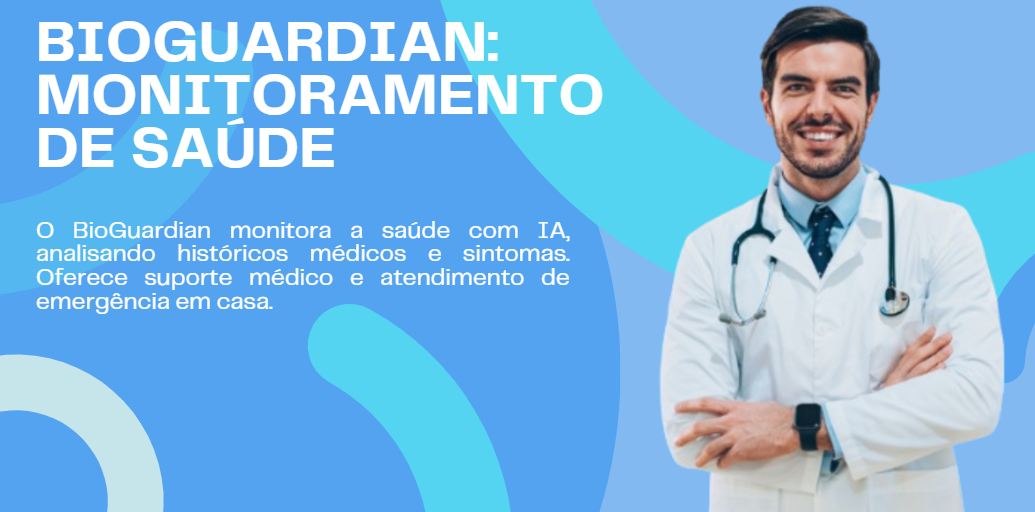 BIOGUARDIAN:
MONITORAMENTO
DE SAÚDE
O BioGuardian monitora a saúde com IA,
analisando históricos médicos e sintomas.
Oferece suporte médico e atendimento de
emergência em casa.